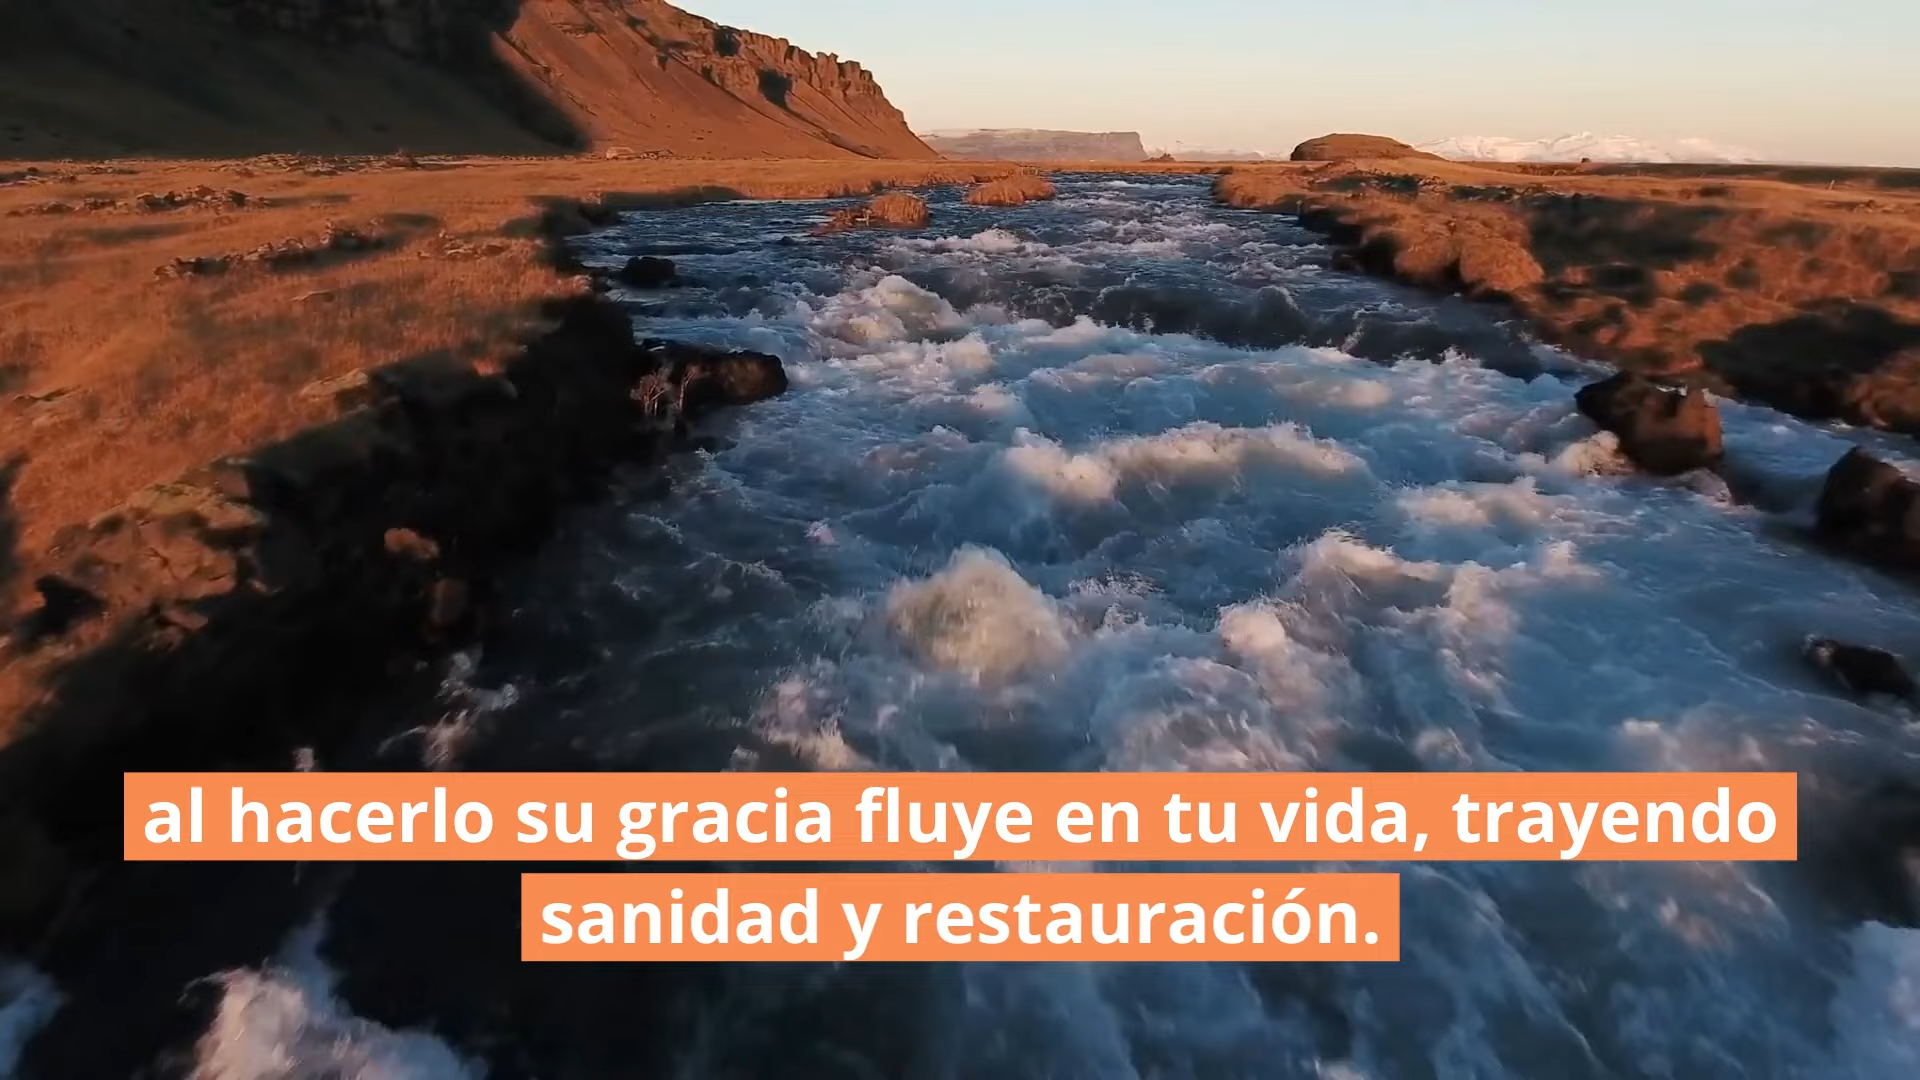 al hacerlo su gracia fluye en tu vida, trayendo
sanidad y restauración.